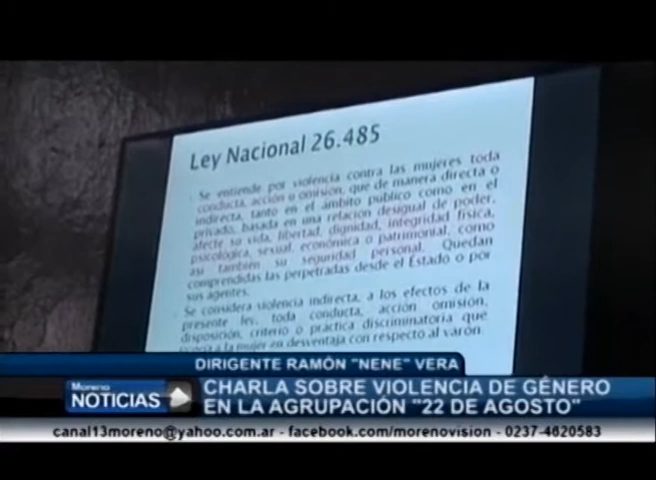 Ley Nacional 26.485
Se entiende por violencia contra las mujeres toda
conducta, acción u omisión, que de manera directa o
indirecta, tanto en el ámbito público como en el
privado, basada en una relación desigual de poder,
afecte su vida, libertad, dignidad, integridad física,
psicológica, sexual, económica o patrimonial, como
así también su seguridad personal. Quedan
comprendidas las perpetradas desde el Estado o por
sus agentes.
Se considera violencia indirecta, a los efectos de la
presente ley, toda conducta, acción omisión,
disposición, criterio o práctica discriminatoria que
a la mujer en desventaja con respecto al varón.
DIRIGENTE RAMÓN "NENE" VERA
Moreno
NOTICIAS
CHARLA SOBRE VIOLENCIA DE GÉNERO
EN LA AGRUPACIÓN "22 DE AGOSTO"
canal13moreno@yahoo.com.ar - facebook.com/morenovision - 0237-4620583